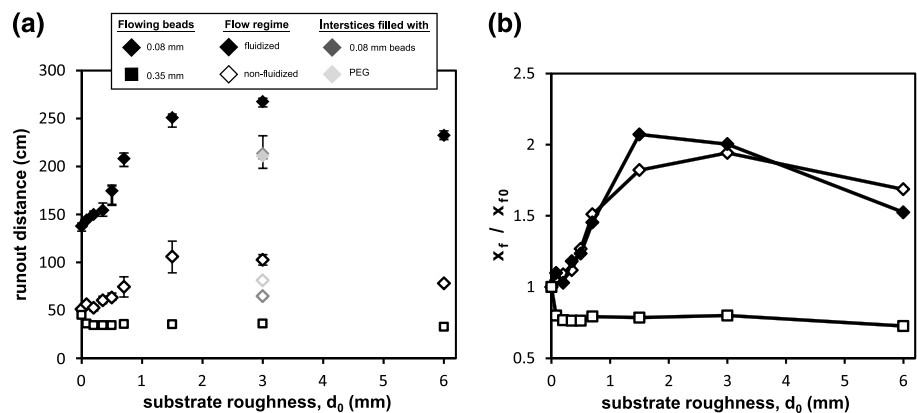 (a)
Flowing beads Flow regime Interstices filled with
0.08 mm fluidized 0.08 mm beads
0.35 mm non-fluidized PEG
300
250
200
150
100
50
0
runout distance (cm)
0 1 2 3 4 5 6
substrate roughness, d0 (mm)
(b)
2.5
2
1.5
1
0.5
xf / xf0
0 1 2 3 4 5 6
substrate roughness, d0 (mm)